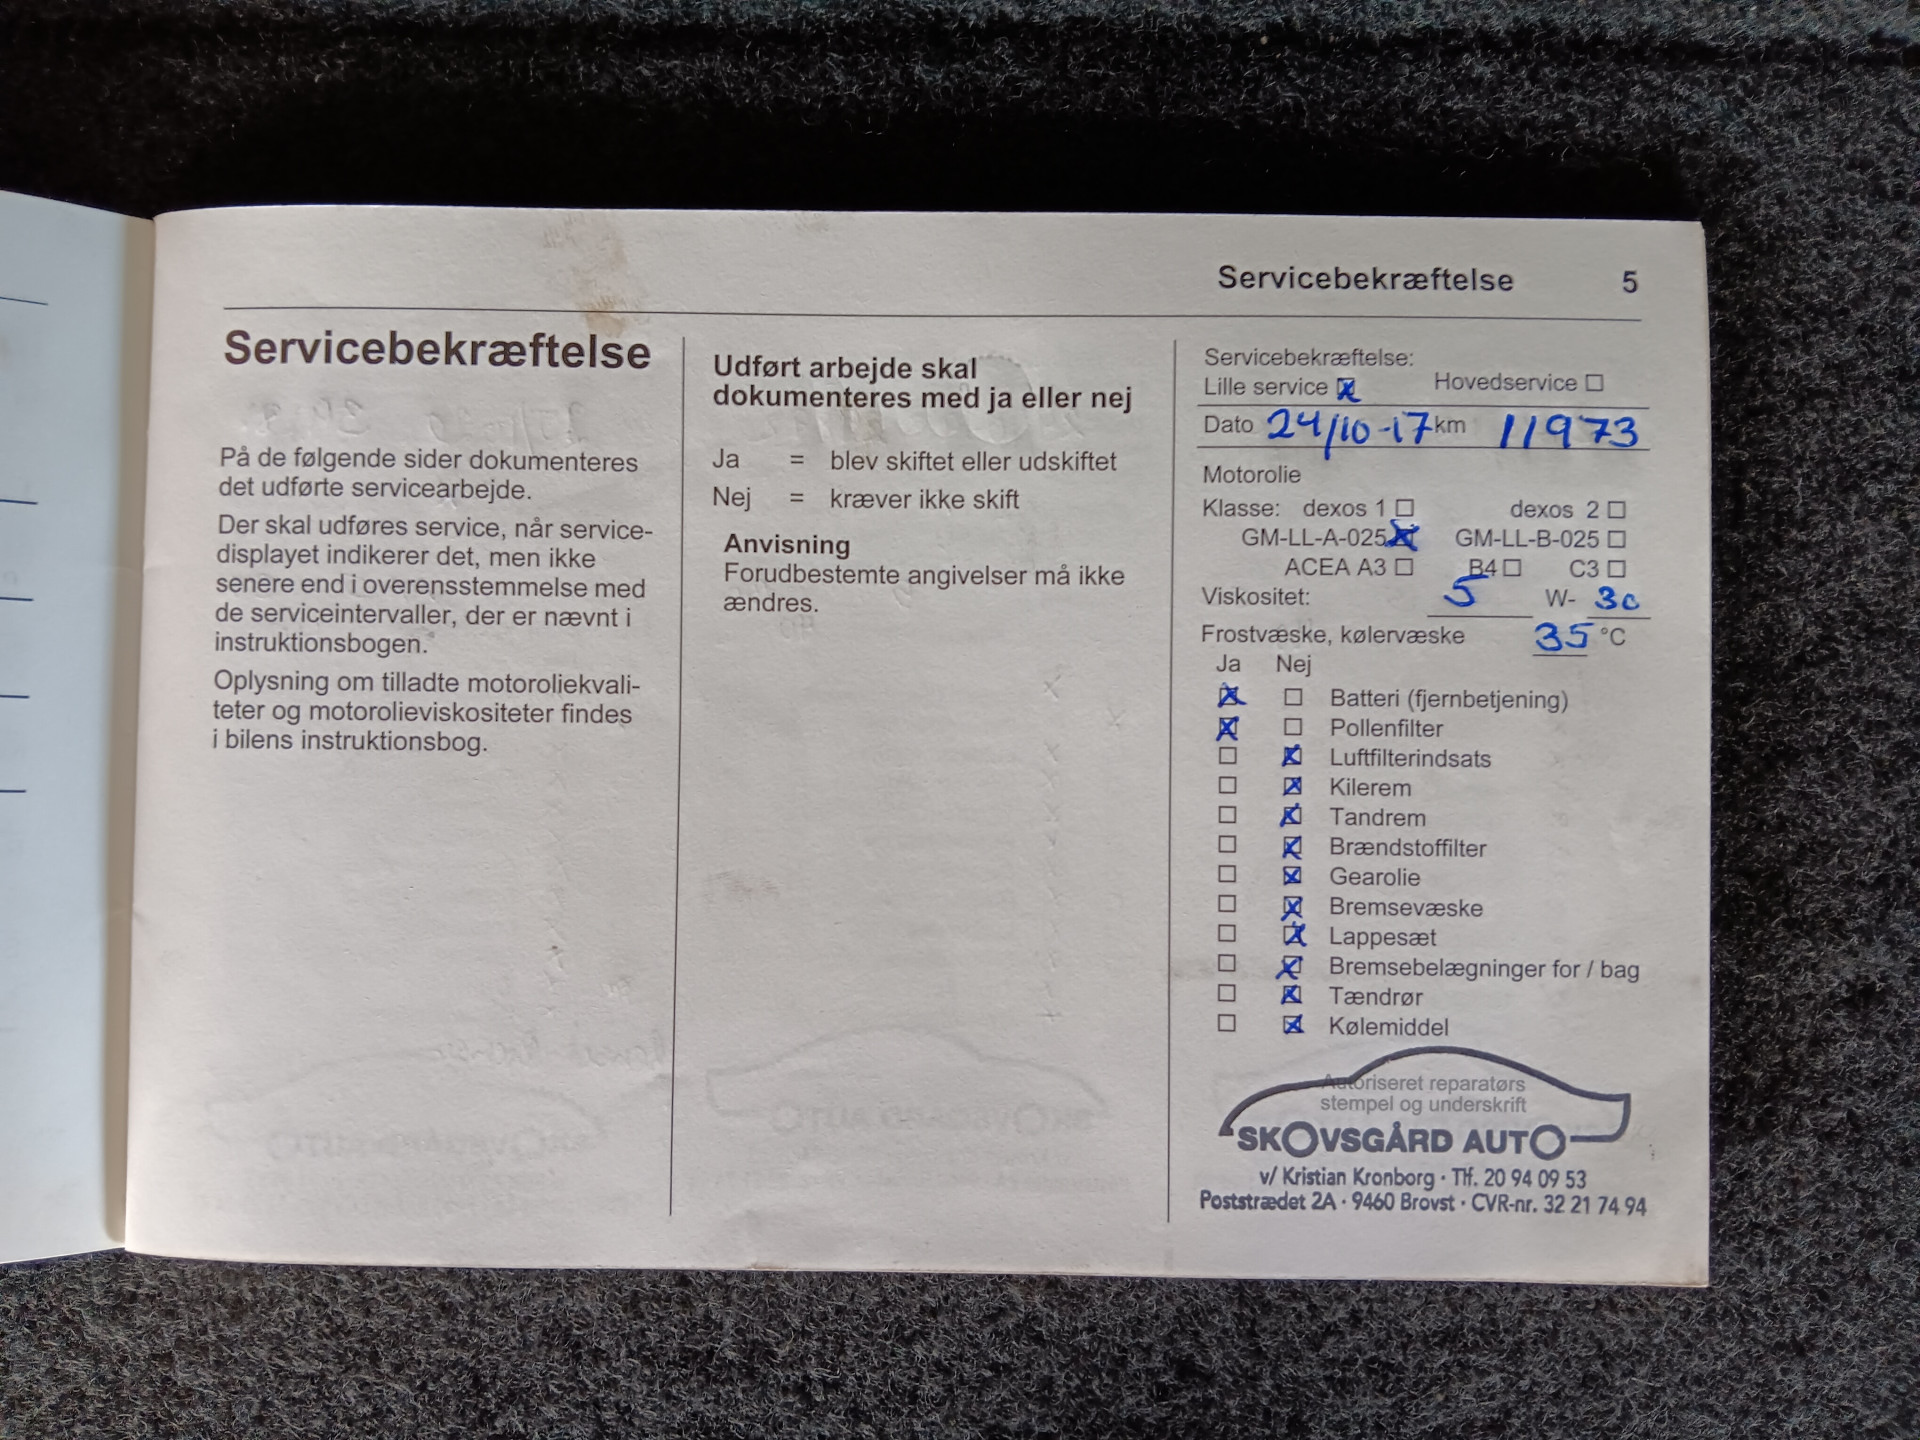 Servicebekræftelse 5
Servicebekræftelse
På de følgende sider dokumenteres
det udførte servicearbejde.
Der skal udføres service, når service-
displayet indikerer det, men ikke
senere end i overensstemmelse med
de serviceintervaller, der er nævnt i
instruktionsbogen.
Oplysning om tilladte motoroliekvali-
teter og motorolieviskositeter findes
i bilens instruktionsbog.
Udført arbejde skal
dokumenteres med ja eller nej
Ja = blev skiftet eller udskiftet
Nej = kræver ikke skift
Anvisning
Forudbestemte angivelser må ikke
ændres.
Servicebekræftelse:
Lille service ☒ Hovedservice ☐
Dato 24/10-17 km 11973
Motorolie
Klasse: dexos 1 ☐ dexos 2 ☐
GM-LL-A-025 ☒ GM-LL-B-025 ☐
ACEA A3 ☐ B4 ☐ C3 ☐
Viskositet: 5 W- 30
Frostvæske, kølervæske 35 °C
Ja Nej
☒ ☐ Batteri (fjernbetjening)
☒ ☐ Pollenfilter
☐ ☒ Luftfilterindsats
☐ ☒ Kilerem
☐ ☒ Tandrem
☐ ☒ Brændstoffilter
☐ ☒ Gearolie
☐ ☒ Bremsevæske
☐ ☒ Lappesæt
☐ ☒ Bremsebelægninger for / bag
☐ ☒ Tændrør
☐ ☒ Kølemiddel
Autoriseret reparatørs
stempel og underskrift
SKOVSGÅRD AUTO
v/ Kristian Kronborg · Tlf. 20 94 09 53
Poststrædet 2A · 9460 Brovst · CVR-nr. 32 21 74 94